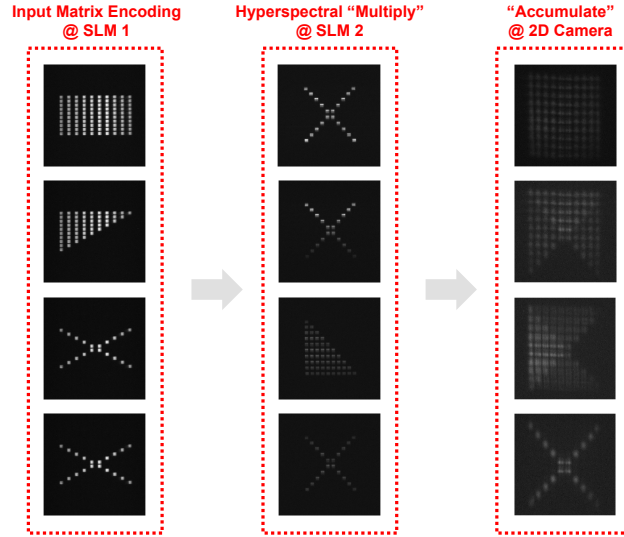 Input Matrix Encoding
@ SLM 1
Hyperspectral “Multiply”
@ SLM 2
“Accumulate”
@ 2D Camera